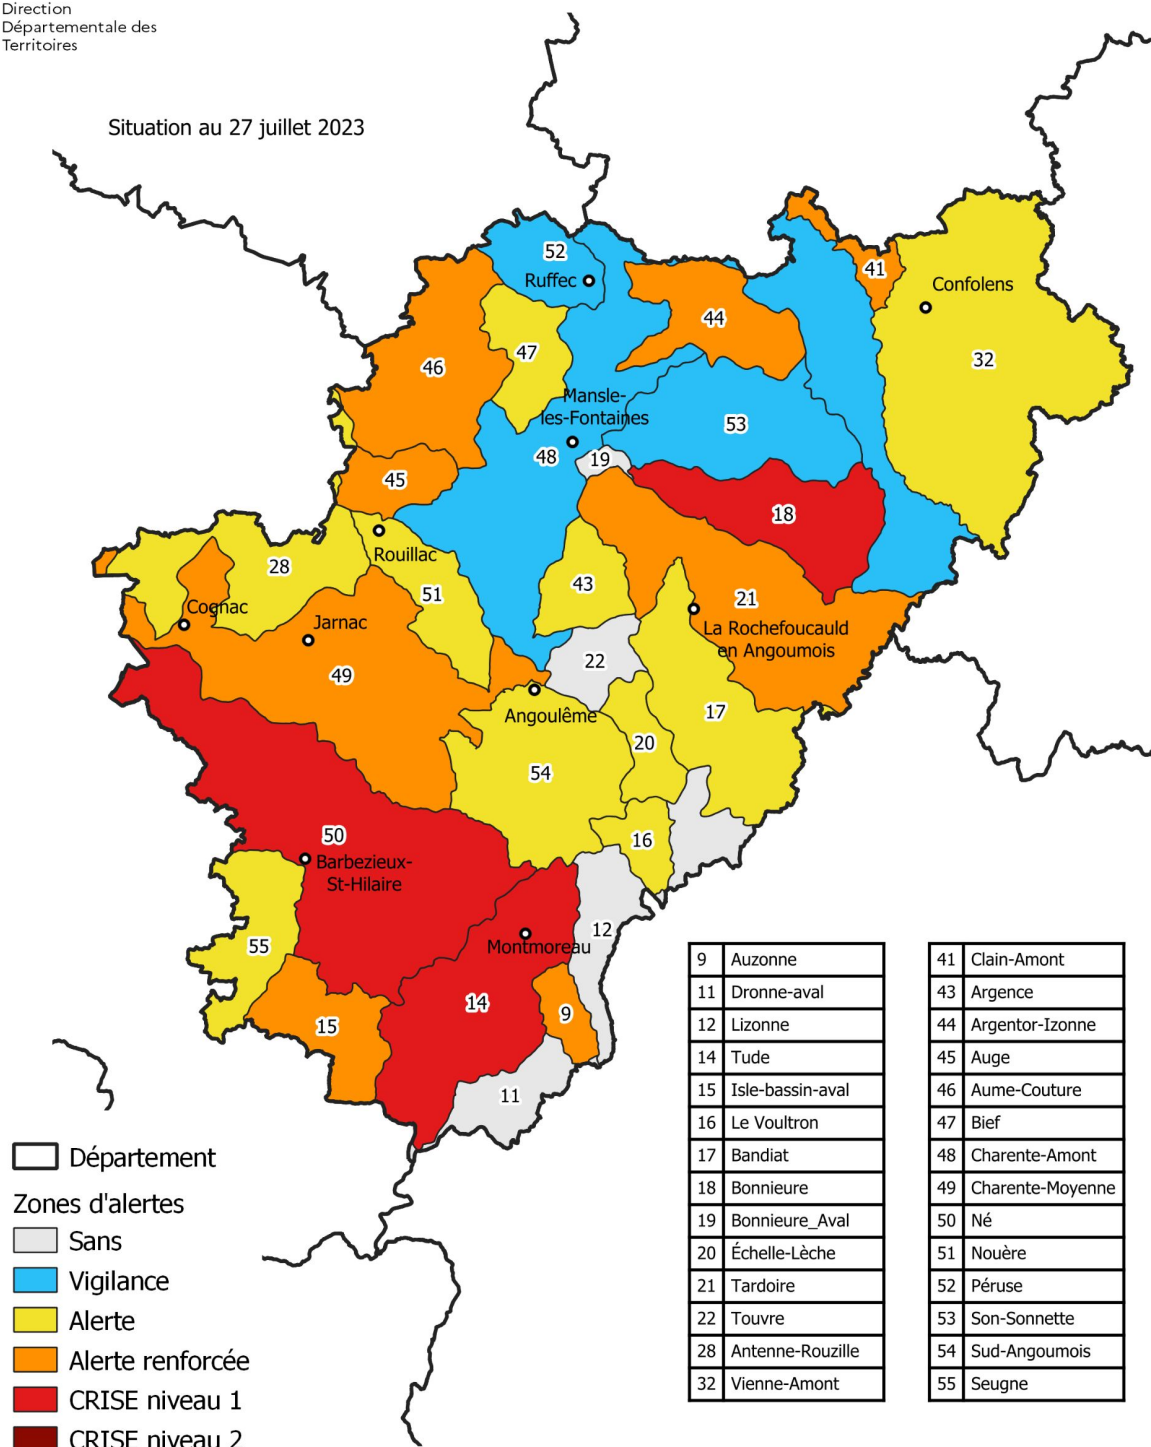 Direction
Départementale des
Territoires
Situation au 27 juillet 2023
52
Ruffec
41
Confolens
44
47
46
32
Mansle-
les-Fontaines
53
48
19
45
18
Rouillac
28
43
51
21
Cognac
Jarnac
La Rochefoucauld
en Angoumois
22
49
17
Angoulême
20
54
50
16
Barbezieux-
St-Hilaire
12
55
Montmoreau
14
9
15
11
9 Auzonne
11 Dronne-aval
12 Lizonne
14 Tude
15 Isle-bassin-aval
16 Le Voultron
17 Bandiat
18 Bonnieure
19 Bonnieure_Aval
20 Échelle-Lèche
21 Tardoire
22 Touvre
28 Antenne-Rouzille
32 Vienne-Amont
41 Clain-Amont
43 Argence
44 Argentor-Izonne
45 Auge
46 Aume-Couture
47 Bief
48 Charente-Amont
49 Charente-Moyenne
50 Né
51 Nouère
52 Péruse
53 Son-Sonnette
54 Sud-Angoumois
55 Seugne
Département
Zones d'alertes
Sans
Vigilance
Alerte
Alerte renforcée
CRISE niveau 1
CRISE niveau 2